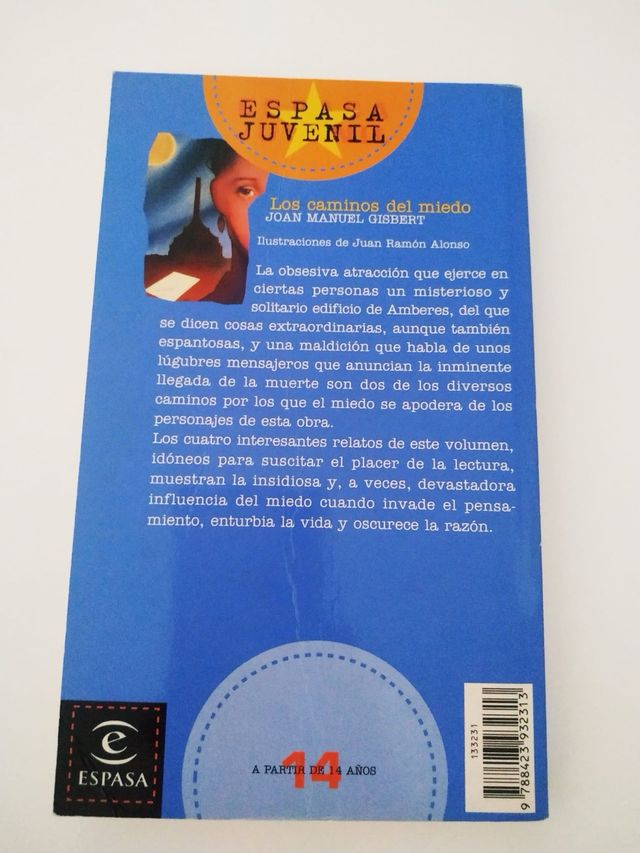 ESPASA
JUVENIL
Los caminos del miedo
JOAN MANUEL GISBERT
Ilustraciones de Juan Ramón Alonso
La obsesiva atracción que ejerce en
ciertas personas un misterioso y
solitario edificio de Amberes, del que
se dicen cosas extraordinarias, aunque también
espantosas, y una maldición que habla de unos
lúgubres mensajeros que anuncian la inminente
llegada de la muerte son dos de los diversos
caminos por los que el miedo se apodera de los
personajes de esta obra.
Los cuatro interesantes relatos de este volumen,
idóneos para suscitar el placer de la lectura,
muestran la insidiosa y, a veces, devastadora
influencia del miedo cuando invade el pensa-
miento, enturbia la vida y oscurece la razón.
e
ESPASA
14
A PARTIR DE 14 AÑOS
133231
9 788423 932313